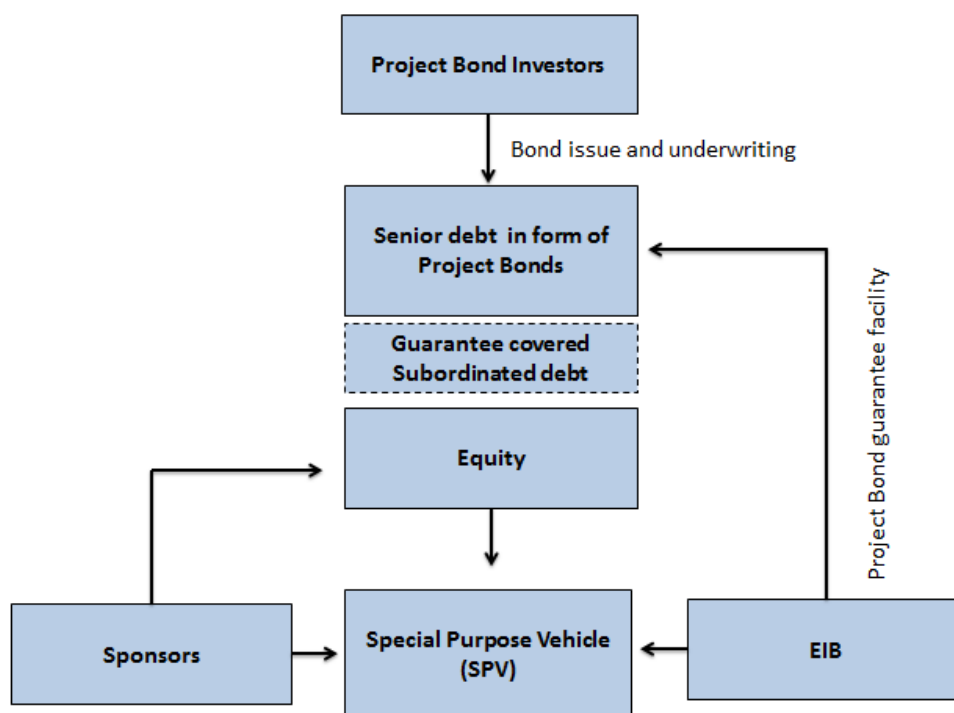 Project Bond Investors
Bond issue and underwriting
Senior debt in form of
Project Bonds
Guarantee covered
Subordinated debt
Project Bond guarantee facility
Equity
Sponsors
Special Purpose Vehicle
(SPV)
EIB